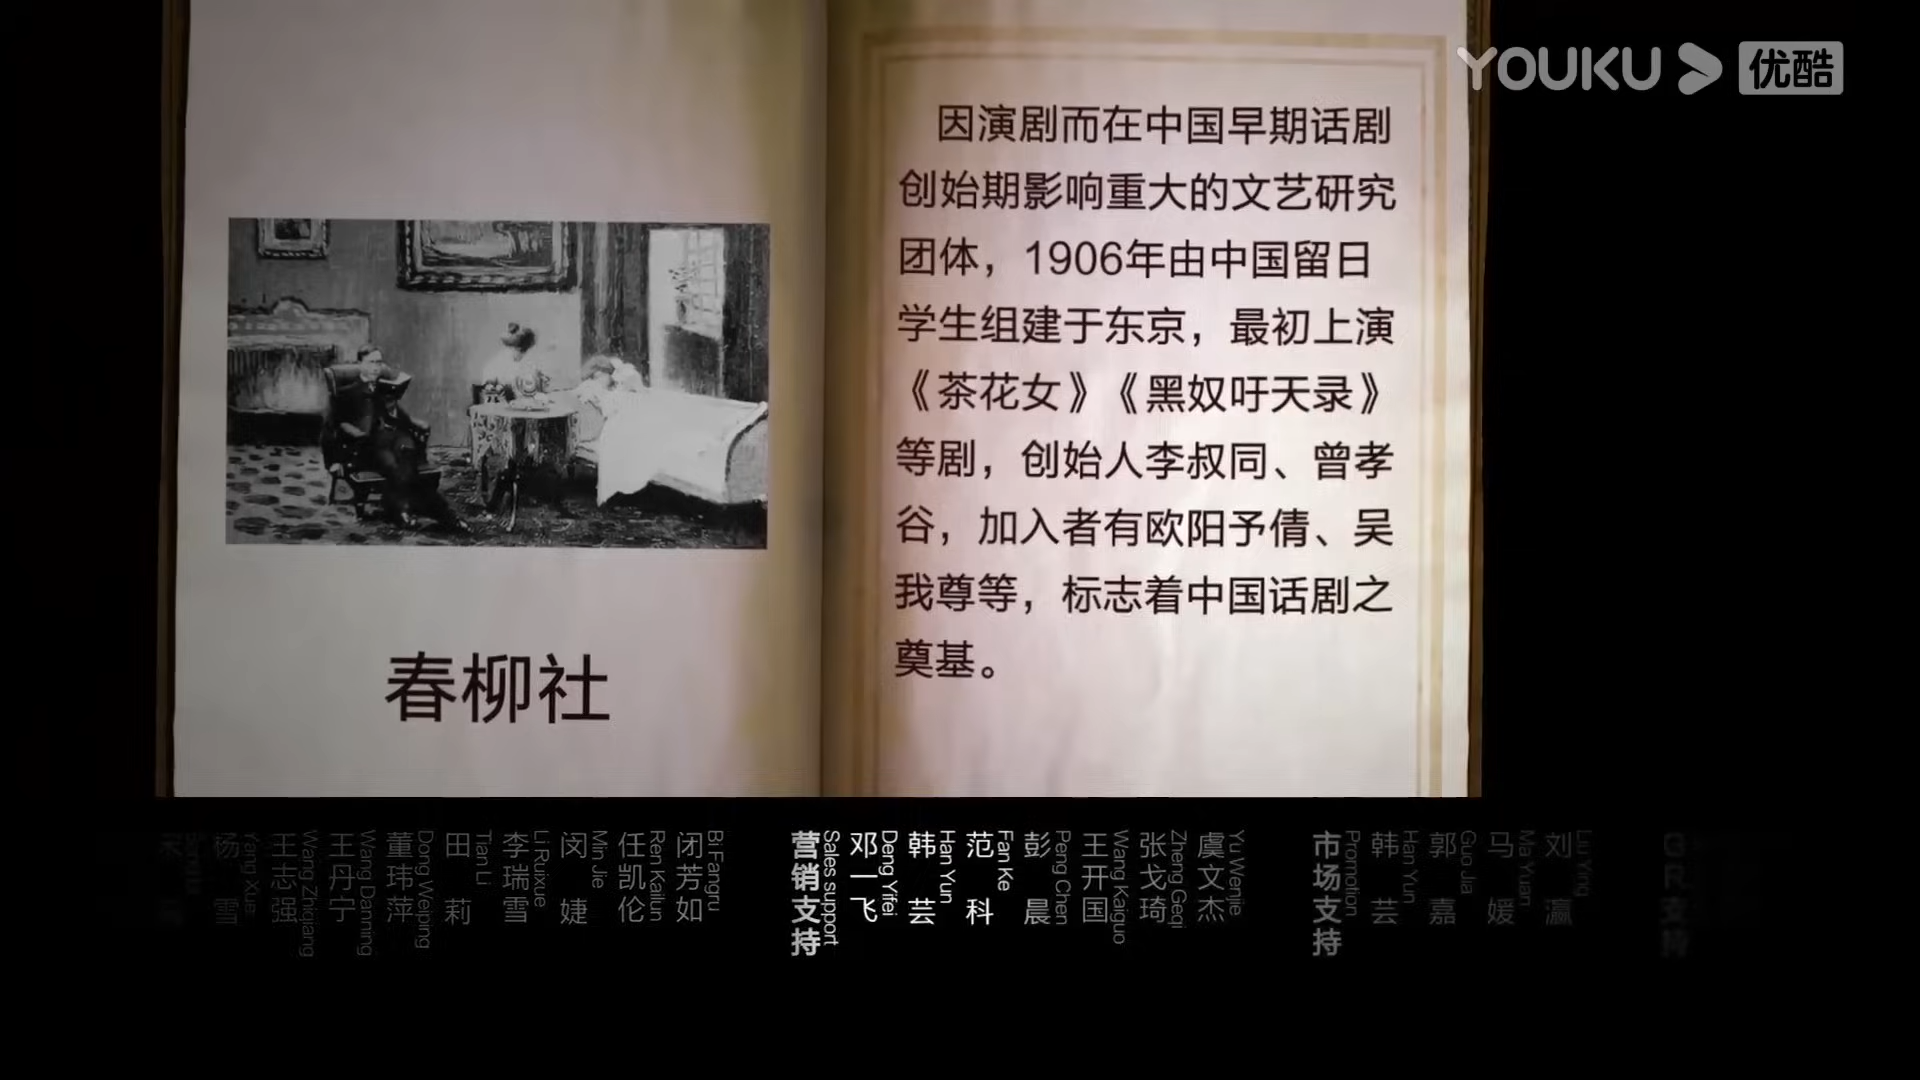 YOUKU 优酷
因演剧而在中国早期话剧
创始期影响重大的文艺研究
团体，1906年由中国留日
学生组建于东京，最初上演
《茶花女》《黑奴吁天录》
等剧，创始人李叔同、曾孝
谷，加入者有欧阳予倩、吴
我尊等，标志着中国话剧之
奠基。
春柳社
杨雪
Yang Xue
王志强
Wang Zhiqiang
王丹宁
Wang Danning
董玮萍
Dong Weiping
田莉
Tian Li
李瑞雪
Li Ruixue
闵婕
Min Jie
任凯伦
Ren Kailun
闭芳如
Bi Fangru
营销支持
Sales support
邓一飞
Deng Yifei
韩芸
Han Yun
范科
Fan Ke
彭晨
Peng Chen
王开国
Wang Kaiguo
张戈琦
Zheng Geqi
虞文杰
Yu Wenjie
市场支持
Promotion
韩芸
Han Yun
郭嘉
Guo Jia
马媛
Ma Yuan
刘瀛
Liu Ying
GR支持